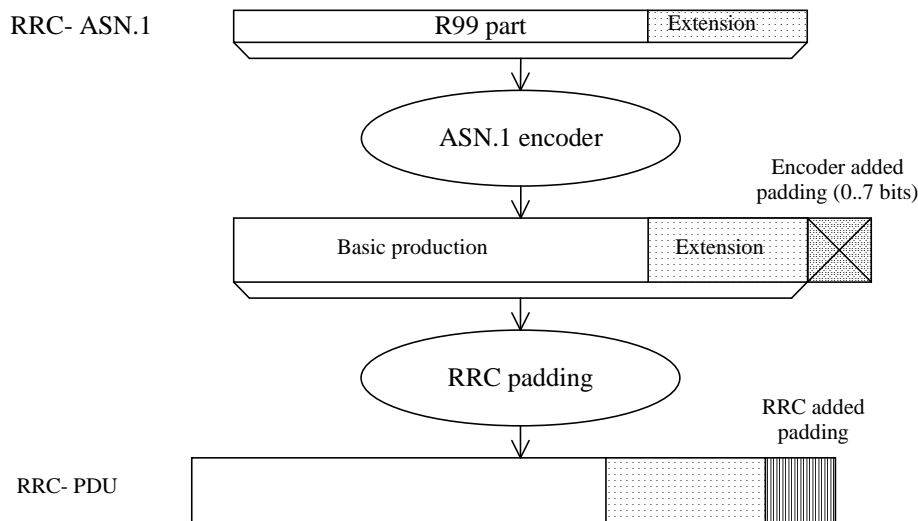 RRC- ASN.1
R99 part
Extension
ASN.1 encoder
Encoder added
padding (0..7 bits)
Basic production
Extension
RRC padding
RRC added
padding
RRC- PDU